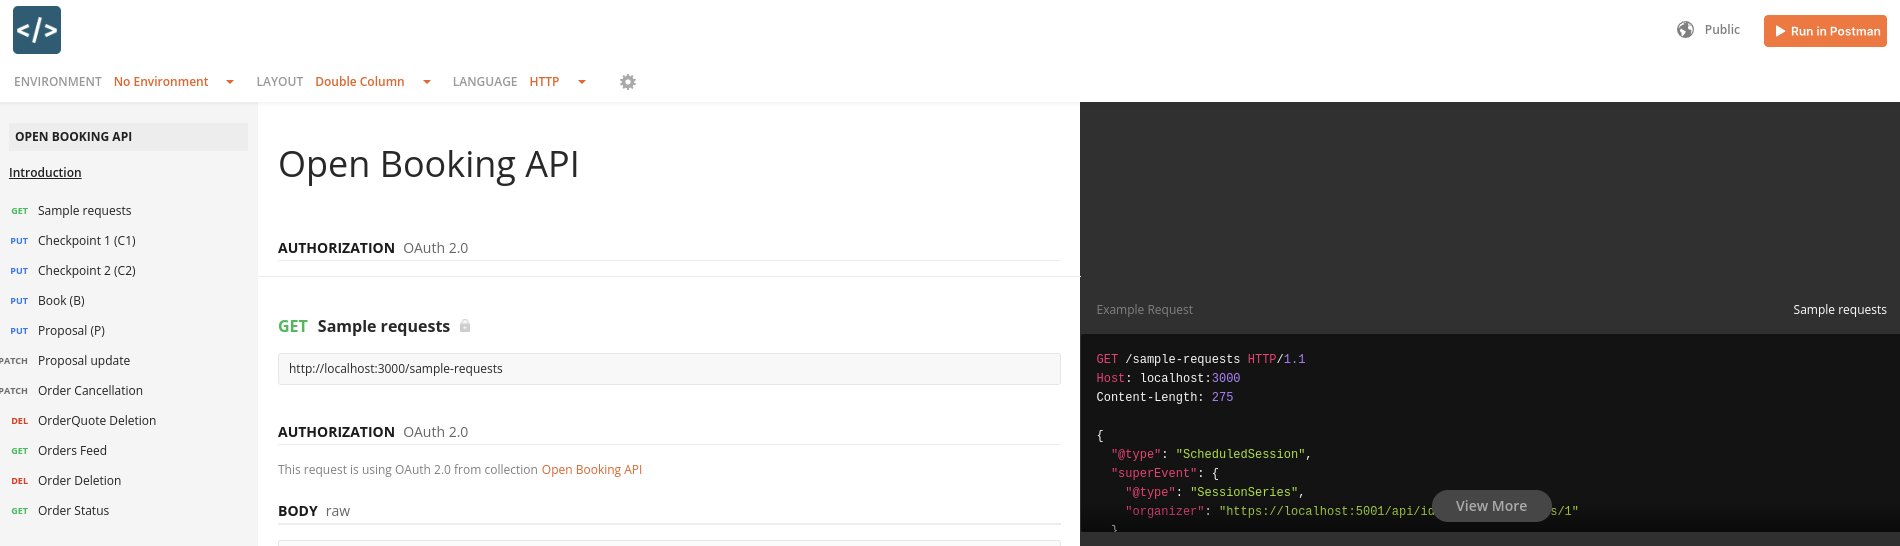 </>
Public
Run in Postman
ENVIRONMENT No Environment LAYOUT Double Column LANGUAGE HTTP
OPEN BOOKING API
Introduction
GET Sample requests
PUT Checkpoint 1 (C1)
PUT Checkpoint 2 (C2)
PUT Book (B)
PUT Proposal (P)
PATCH Proposal update
PATCH Order Cancellation
DEL OrderQuote Deletion
GET Orders Feed
DEL Order Deletion
GET Order Status
Open Booking API
AUTHORIZATION OAuth 2.0
GET Sample requests
http://localhost:3000/sample-requests
AUTHORIZATION OAuth 2.0
This request is using OAuth 2.0 from collection Open Booking API
BODY raw
Example Request Sample requests
GET /sample-requests HTTP/1.1
Host: localhost:3000
Content-Length: 275
{
"@type": "ScheduledSession",
"superEvent": {
"@type": "SessionSeries",
"organizer": "https://localhost:5001/api/id s/1"
}
View More